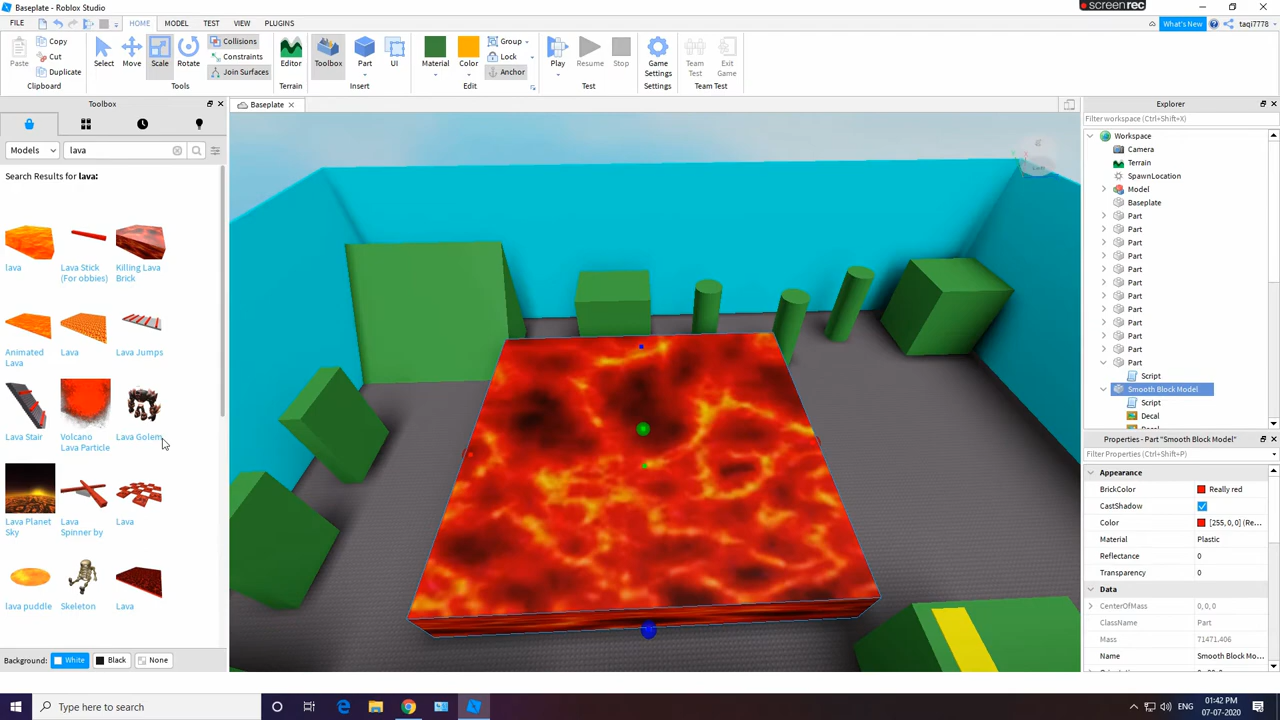 Baseplate - Roblox Studio
SCREENREC
FILE HOME MODEL TEST VIEW PLUGINS
What's New taqi7778
Paste Copy Cut Duplicate Clipboard
Select Move Scale Rotate Collisions Constraints Join Surfaces Tools
Editor Terrain
Toolbox Part UI Insert
Material Color Group Lock Anchor Edit
Play Resume Stop Test
Game Settings Settings
Team Test Exit Game Team Test
Toolbox
Models lava
Search Results for lava:
lava Lava Stick (For obbies) Killing Lava Brick
Animated Lava Lava Lava Jumps
Lava Stair Volcano Lava Particle Lava Golem
Lava Planet Sky Lava Spinner by Lava
lava puddle Skeleton Lava
Background: White Black None
Baseplate
Explorer
Filter workspace (Ctrl+Shift+X)
Workspace
Camera
Terrain
SpawnLocation
Model
Baseplate
Part
Part
Part
Part
Part
Part
Part
Part
Part
Part
Part
Part
Script
Smooth Block Model
Script
Decal
Properties - Part "Smooth Block Model"
Filter Properties (Ctrl+Shift+P)
Appearance
BrickColor Really red
CastShadow
Color [255, 0, 0] (Re...
Material Plastic
Reflectance 0
Transparency 0
Data
CenterOfMass 0, 0, 0
ClassName Part
Mass 71471.406
Name Smooth Block Mo...
Type here to search
ENG 01:42 PM 07-07-2020